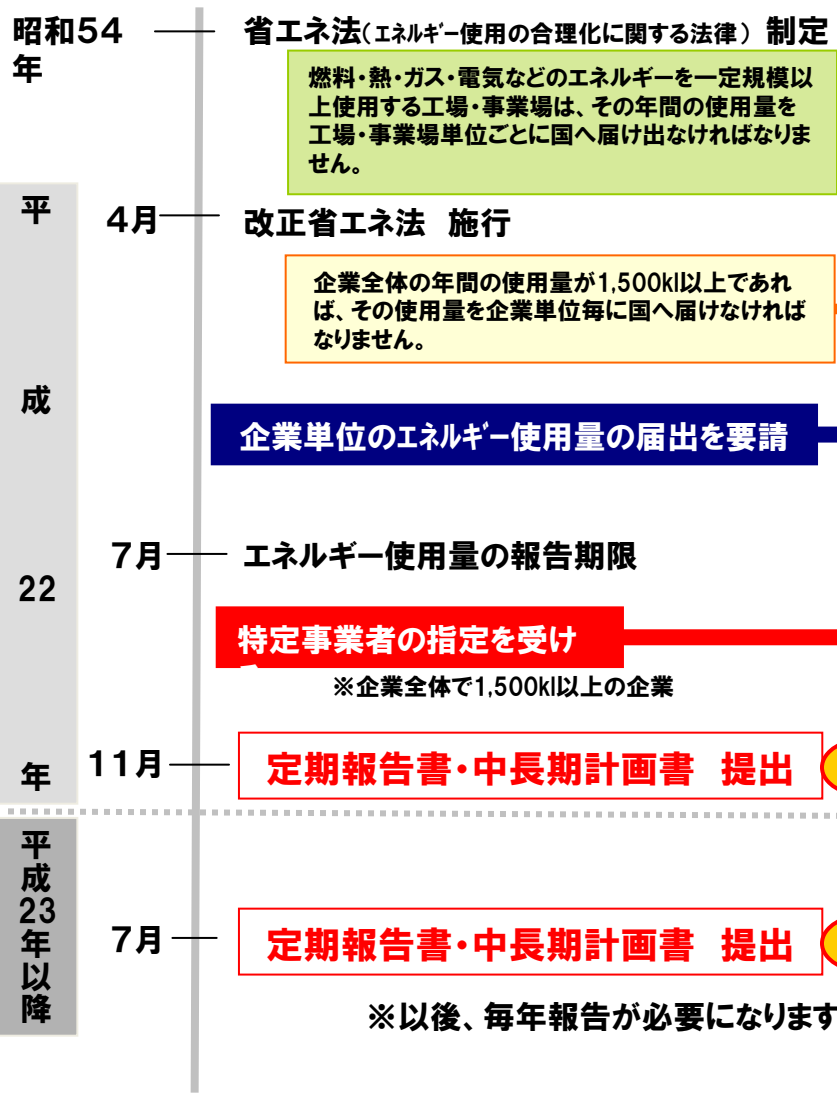 昭和54年
省エネ法(エネルギー使用の合理化に関する法律) 制定
燃料・熱・ガス・電気などのエネルギーを一定規模以
上使用する工場・事業場は、その年間の使用量を
工場・事業場単位ごとに国へ届け出なければなりま
せん。
平成22年
4月
改正省エネ法 施行
企業全体の年間の使用量が1,500kl以上であれ
ば、その使用量を企業単位毎に国へ届けなければ
なりません。
企業単位のエネルギー使用量の届出を要請
7月
エネルギー使用量の報告期限
特定事業者の指定を受け
※企業全体で1,500kl以上の企業
11月
定期報告書・中長期計画書 提出
平成23年以降
7月
定期報告書・中長期計画書 提出
※以後、毎年報告が必要になります